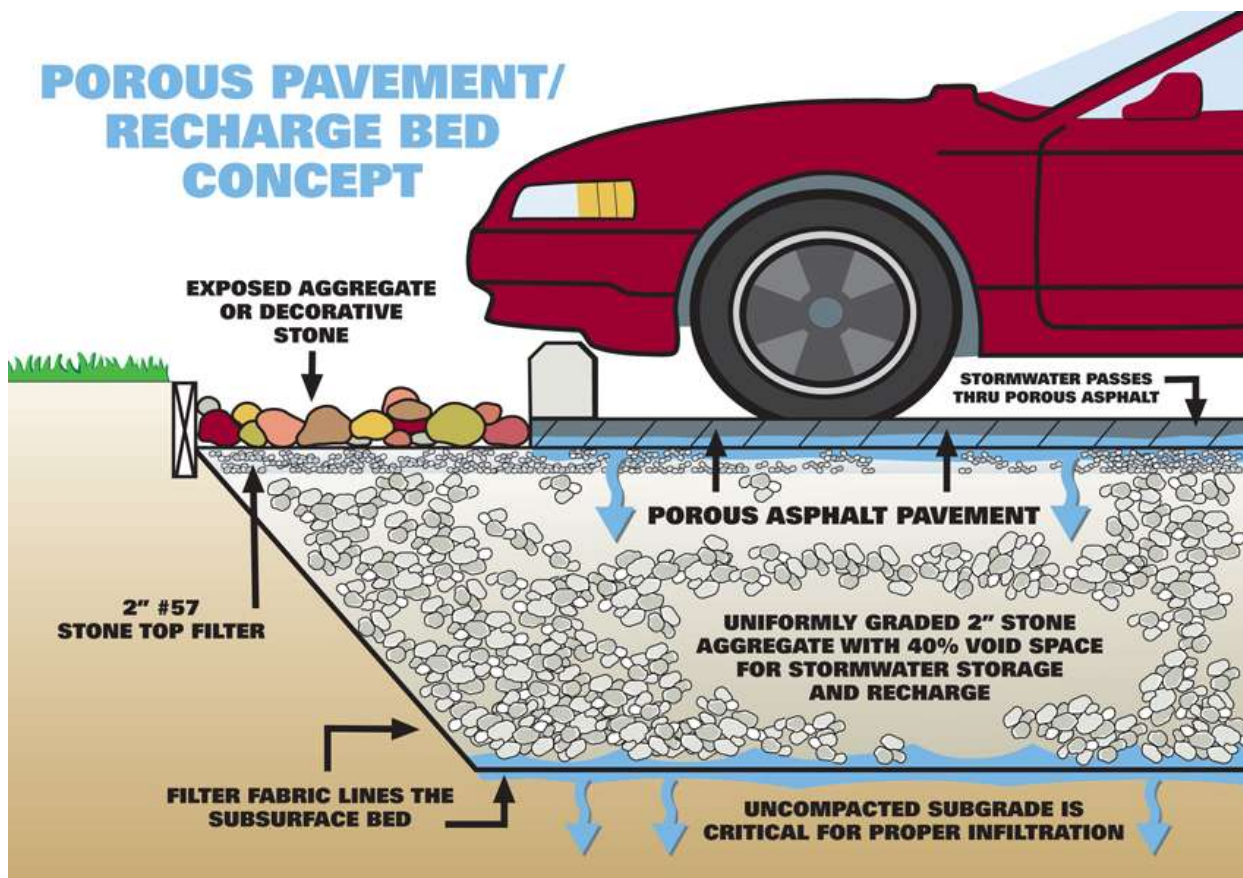 POROUS PAVEMENT/
RECHARGE BED
CONCEPT
EXPOSED AGGREGATE
OR DECORATIVE
STONE
STORMWATER PASSES
THRU POROUS ASPHALT
POROUS ASPHALT PAVEMENT
2” #57
STONE TOP FILTER
UNIFORMLY GRADED 2” STONE
AGGREGATE WITH 40% VOID SPACE
FOR STORMWATER STORAGE
AND RECHARGE
FILTER FABRIC LINES THE
SUBSURFACE BED
UNCOMPACTED SUBGRADE IS
CRITICAL FOR PROPER INFILTRATION